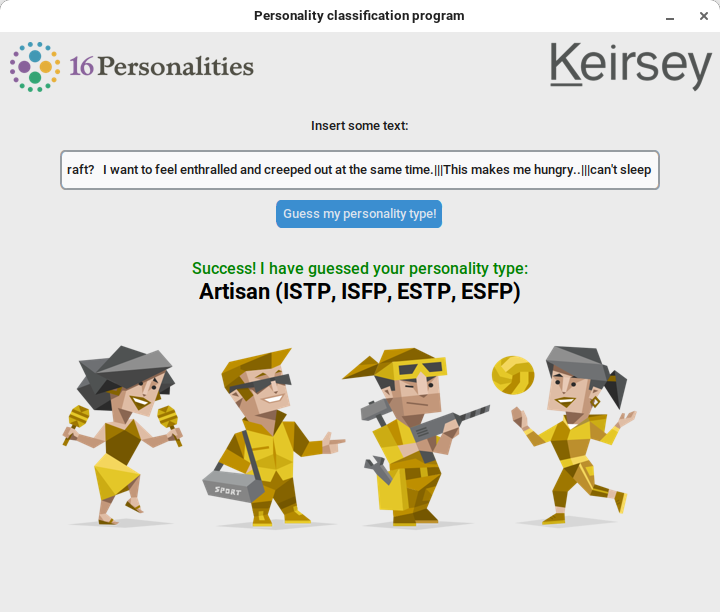 Personality classification program
16Personalities
Keirsey
Insert some text:
raft?   I want to feel enthralled and creeped out at the same time.|||This makes me hungry..|||can't sleep
Guess my personality type!
Success! I have guessed your personality type:
Artisan (ISTP, ISFP, ESTP, ESFP)
SPORT